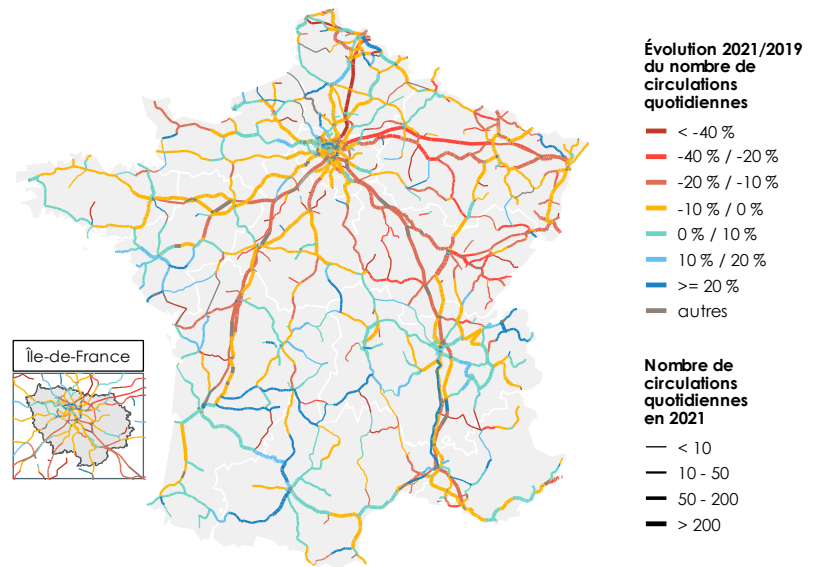 Évolution 2021/2019
du nombre de
circulations
quotidiennes
< -40 %
-40 % / -20 %
-20 % / -10 %
-10 % / 0 %
0 % / 10 %
10 % / 20 %
>= 20 %
autres
Île-de-France
Nombre de
circulations
quotidiennes
en 2021
< 10
10 - 50
50 - 200
> 200